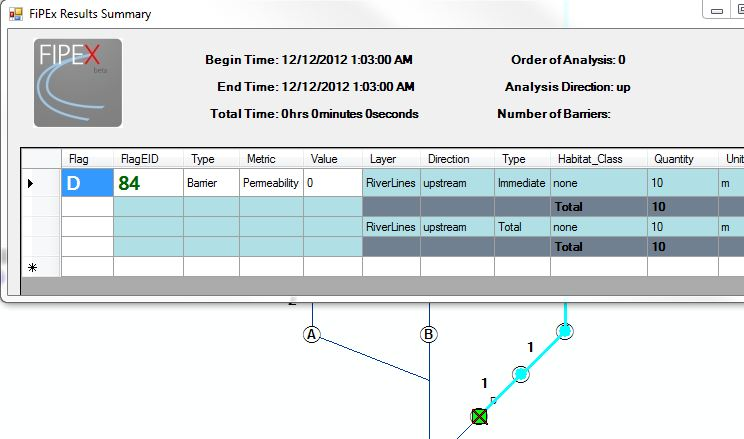 FiPEx Results Summary
FIPEX
beta
Begin Time: 12/12/2012 1:03:00 AM
Order of Analysis: 0
End Time: 12/12/2012 1:03:00 AM
Analysis Direction: up
Total Time: 0hrs 0minutes 0seconds
Number of Barriers:
Flag FlagEID Type Metric Value Layer Direction Type Habitat_Class Quantity Unit
D 84 Barrier Permeability 0 RiverLines upstream Immediate none 10 m
Total 10
RiverLines upstream Total none 10 m
Total 10
A B
1
1